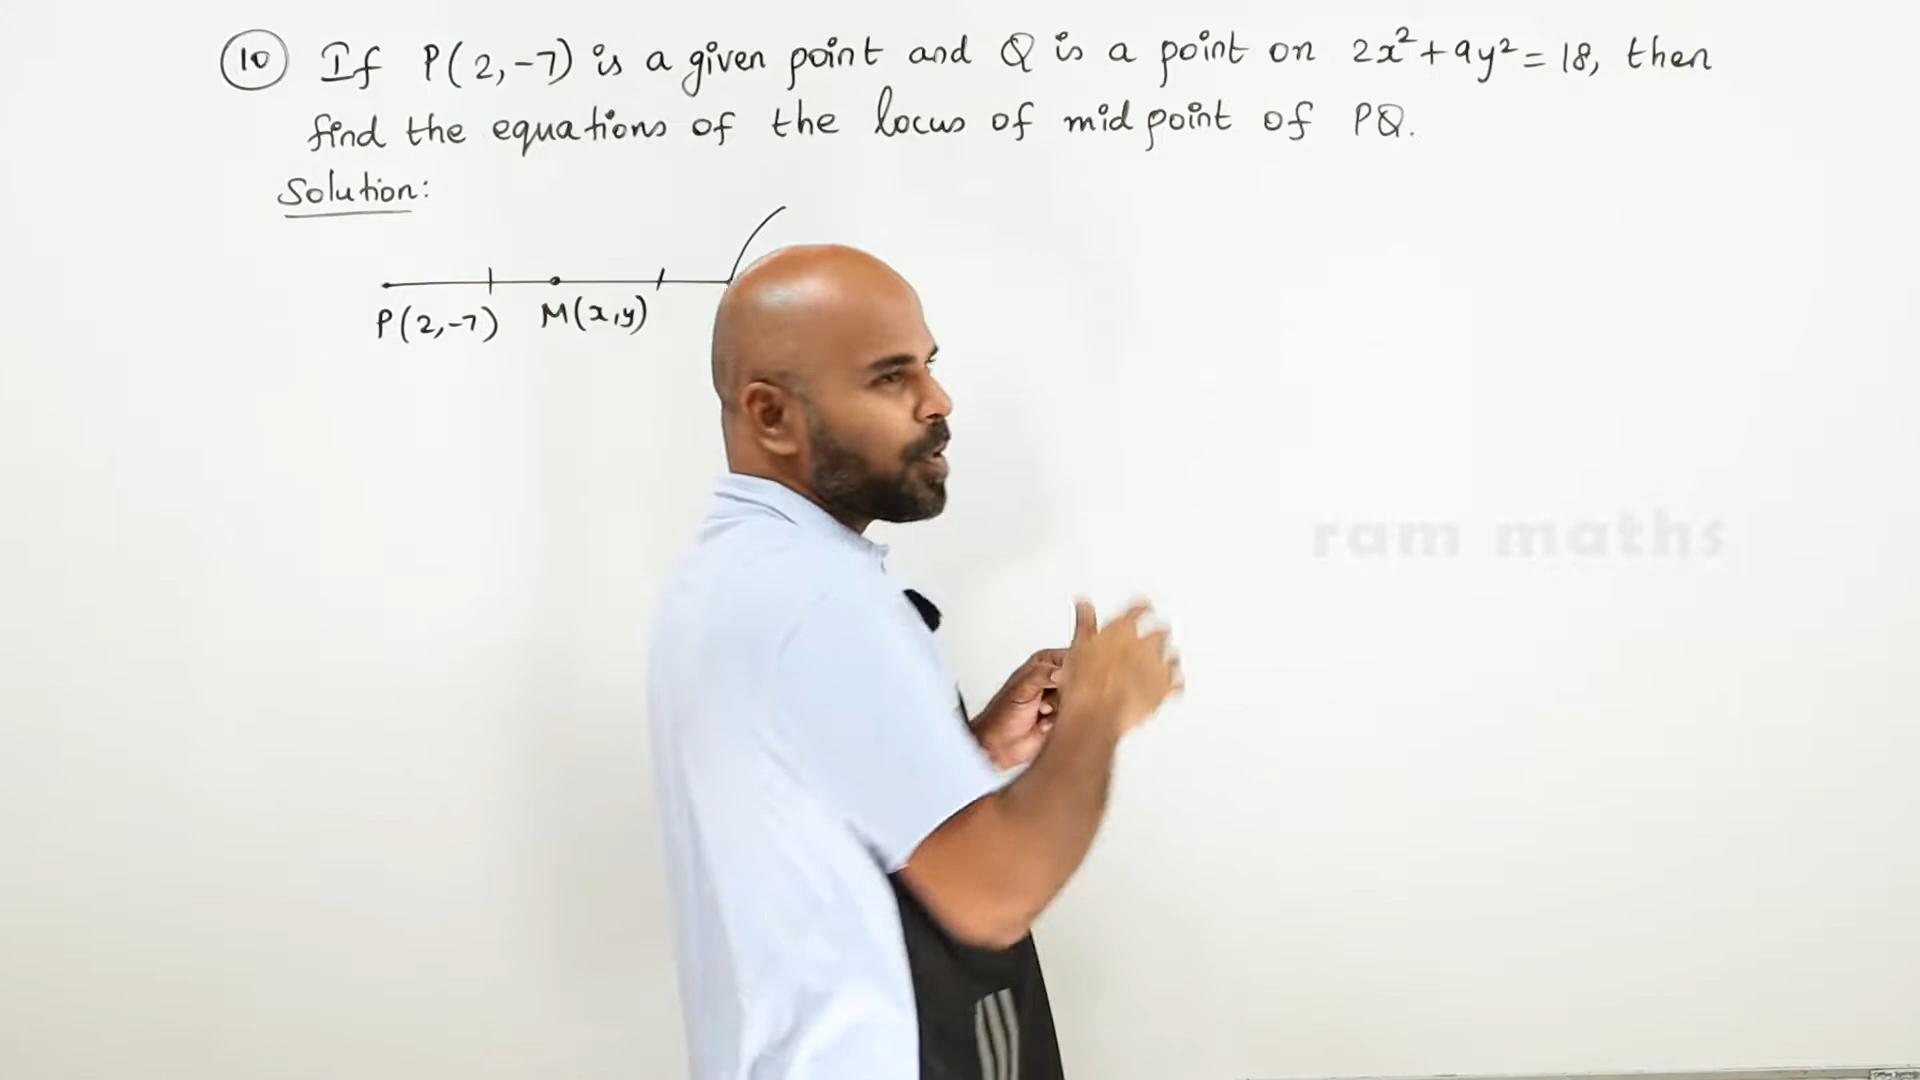 10 If P(2,-7) is a given point and Q is a point on 2x²+9y²=18, then
find the equations of the locus of mid point of PQ.
Solution:
P(2,-7) M(x,y)
ram maths